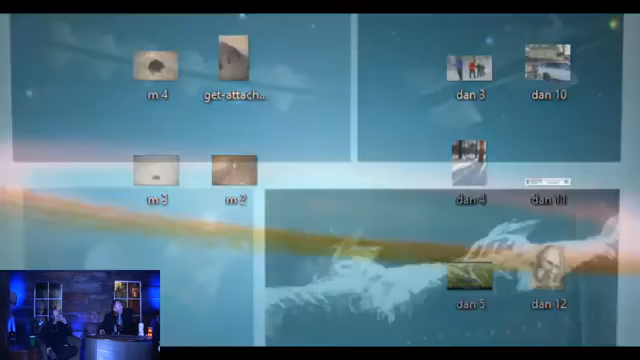 m 4
get-attach...
dan 3
dan 10
m 3
m 2
dan 4
dan 11
dan 5
dan 12